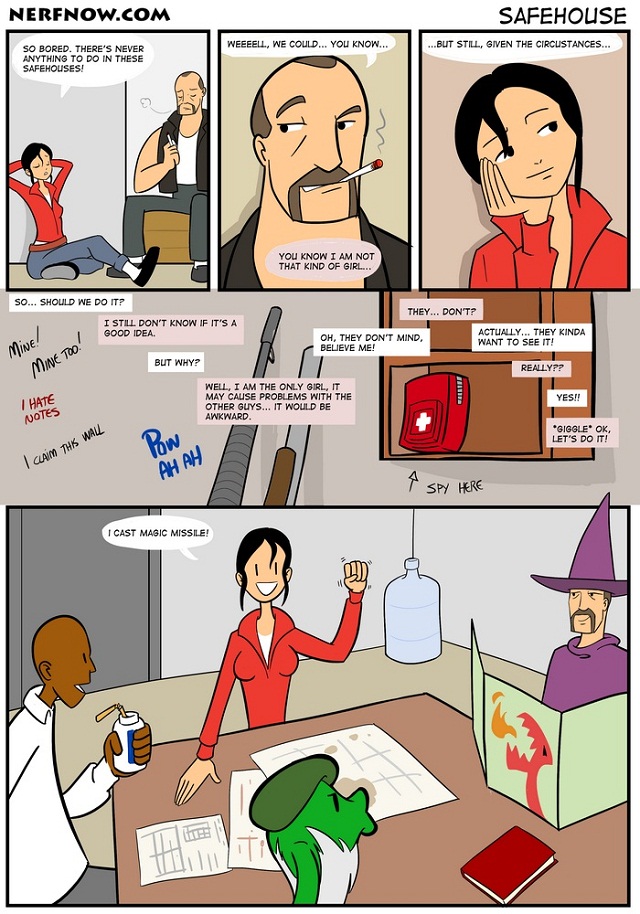 NERFNOW.COM
SAFEHOUSE
SO BORED. THERE'S NEVER
ANYTHING TO DO IN THESE
SAFEHOUSES!
WEEEELL, WE COULD... YOU KNOW...
YOU KNOW I AM NOT
THAT KIND OF GIRL...
...BUT STILL, GIVEN THE CIRCUSTANCES...
SO... SHOULD WE DO IT?
I STILL DON'T KNOW IF IT'S A
GOOD IDEA.
BUT WHY?
WELL, I AM THE ONLY GIRL, IT
MAY CAUSE PROBLEMS WITH THE
OTHER GUYS... IT WOULD BE
AWKWARD.
OH, THEY DON'T MIND,
BELIEVE ME!
THEY... DON'T?
ACTUALLY... THEY KINDA
WANT TO SEE IT!
REALLY??
YES!!
*GIGGLE* OK,
LET'S DO IT!
MINE!
MINE TOO!
I HATE
NOTES
I CLAIM THIS WALL
POW
AH AH
SPY HERE
I CAST MAGIC MISSILE!